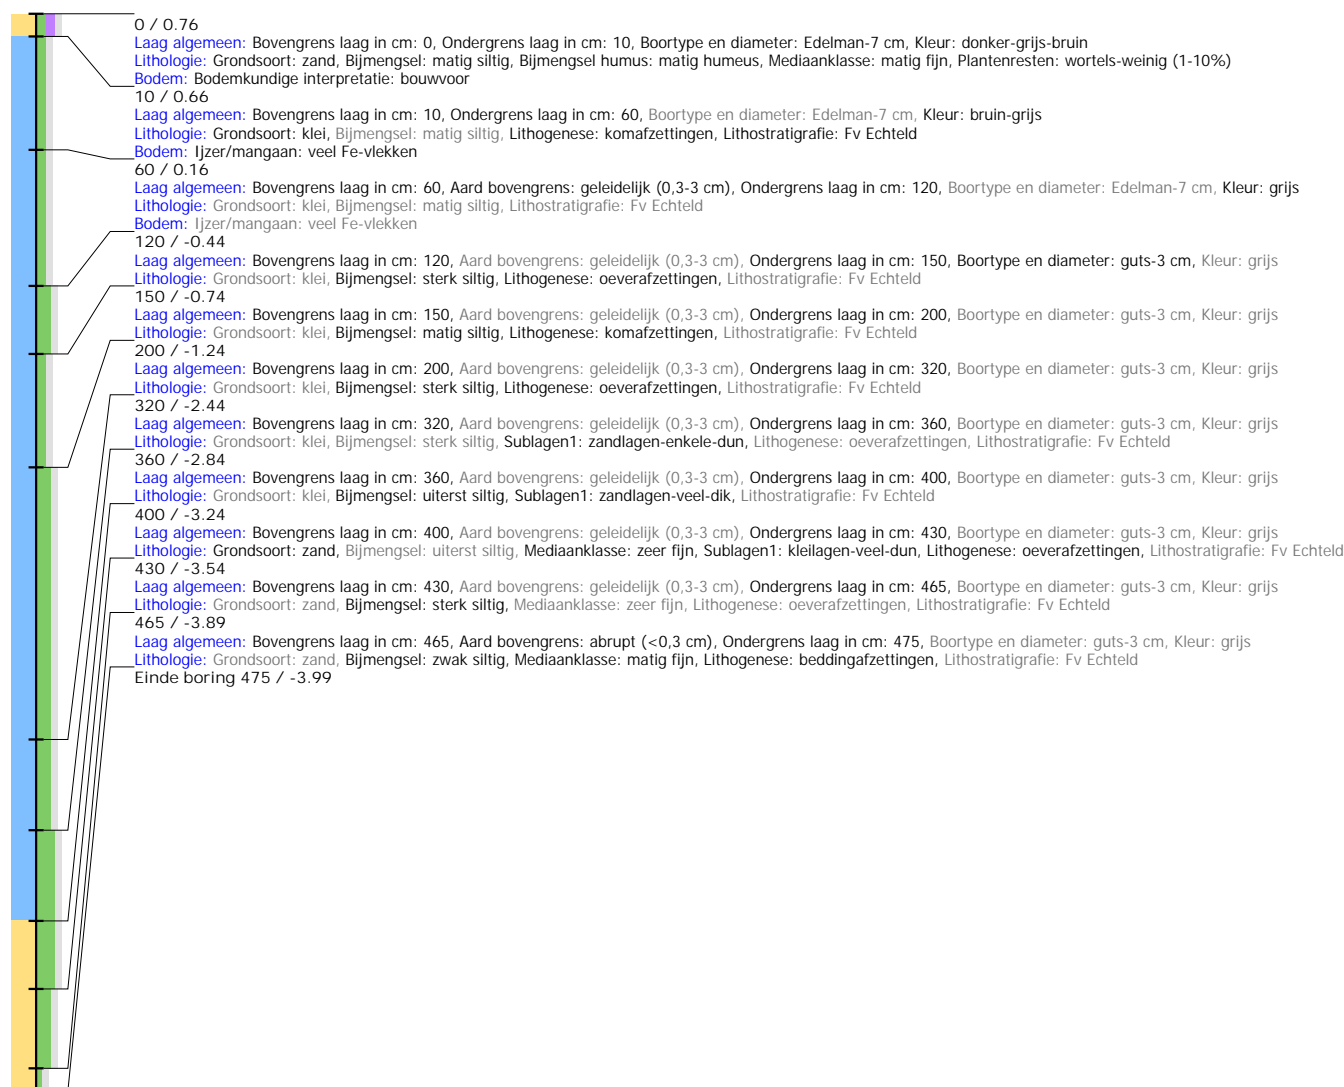 0 / 0.76
Laag algemeen: Bovengrens laag in cm: 0, Ondergrens laag in cm: 10, Boortype en diameter: Edelman-7 cm, Kleur: donker-grijs-bruin
Lithologie: Grondsoort: zand, Bijmengsel: matig siltig, Bijmengsel humus: matig humeus, Mediaanklasse: matig fijn, Plantenresten: wortels-weinig (1-10%)
Bodem: Bodemkundige interpretatie: bouwvoor
10 / 0.66
Laag algemeen: Bovengrens laag in cm: 10, Ondergrens laag in cm: 60, Boortype en diameter: Edelman-7 cm, Kleur: bruin-grijs
Lithologie: Grondsoort: klei, Bijmengsel: matig siltig, Lithogenese: komafzettingen, Lithostratigrafie: Fv Echteld
Bodem: Ijzer/mangaan: veel Fe-vlekken
60 / 0.16
Laag algemeen: Bovengrens laag in cm: 60, Aard bovengrens: geleidelijk (0,3-3 cm), Ondergrens laag in cm: 120, Boortype en diameter: Edelman-7 cm, Kleur: grijs
Lithologie: Grondsoort: klei, Bijmengsel: matig siltig, Lithostratigrafie: Fv Echteld
Bodem: Ijzer/mangaan: veel Fe-vlekken
120 / -0.44
Laag algemeen: Bovengrens laag in cm: 120, Aard bovengrens: geleidelijk (0,3-3 cm), Ondergrens laag in cm: 150, Boortype en diameter: guts-3 cm, Kleur: grijs
Lithologie: Grondsoort: klei, Bijmengsel: sterk siltig, Lithogenese: oeverafzettingen, Lithostratigrafie: Fv Echteld
150 / -0.74
Laag algemeen: Bovengrens laag in cm: 150, Aard bovengrens: geleidelijk (0,3-3 cm), Ondergrens laag in cm: 200, Boortype en diameter: guts-3 cm, Kleur: grijs
Lithologie: Grondsoort: klei, Bijmengsel: matig siltig, Lithogenese: komafzettingen, Lithostratigrafie: Fv Echteld
200 / -1.24
Laag algemeen: Bovengrens laag in cm: 200, Aard bovengrens: geleidelijk (0,3-3 cm), Ondergrens laag in cm: 320, Boortype en diameter: guts-3 cm, Kleur: grijs
Lithologie: Grondsoort: klei, Bijmengsel: sterk siltig, Lithogenese: oeverafzettingen, Lithostratigrafie: Fv Echteld
320 / -2.44
Laag algemeen: Bovengrens laag in cm: 320, Aard bovengrens: geleidelijk (0,3-3 cm), Ondergrens laag in cm: 360, Boortype en diameter: guts-3 cm, Kleur: grijs
Lithologie: Grondsoort: klei, Bijmengsel: sterk siltig, Sublagen1: zandlagen-enkele-dun, Lithogenese: oeverafzettingen, Lithostratigrafie: Fv Echteld
360 / -2.84
Laag algemeen: Bovengrens laag in cm: 360, Aard bovengrens: geleidelijk (0,3-3 cm), Ondergrens laag in cm: 400, Boortype en diameter: guts-3 cm, Kleur: grijs
Lithologie: Grondsoort: klei, Bijmengsel: uiterst siltig, Sublagen1: zandlagen-veel-dik, Lithostratigrafie: Fv Echteld
400 / -3.24
Laag algemeen: Bovengrens laag in cm: 400, Aard bovengrens: geleidelijk (0,3-3 cm), Ondergrens laag in cm: 430, Boortype en diameter: guts-3 cm, Kleur: grijs
Lithologie: Grondsoort: zand, Bijmengsel: uiterst siltig, Mediaanklasse: zeer fijn, Sublagen1: kleilagen-veel-dun, Lithogenese: oeverafzettingen, Lithostratigrafie: Fv Echteld
430 / -3.54
Laag algemeen: Bovengrens laag in cm: 430, Aard bovengrens: geleidelijk (0,3-3 cm), Ondergrens laag in cm: 465, Boortype en diameter: guts-3 cm, Kleur: grijs
Lithologie: Grondsoort: zand, Bijmengsel: sterk siltig, Mediaanklasse: zeer fijn, Lithogenese: oeverafzettingen, Lithostratigrafie: Fv Echteld
465 / -3.89
Laag algemeen: Bovengrens laag in cm: 465, Aard bovengrens: abrupt (<0,3 cm), Ondergrens laag in cm: 475, Boortype en diameter: guts-3 cm, Kleur: grijs
Lithologie: Grondsoort: zand, Bijmengsel: zwak siltig, Mediaanklasse: matig fijn, Lithogenese: beddingafzettingen, Lithostratigrafie: Fv Echteld
Einde boring 475 / -3.99